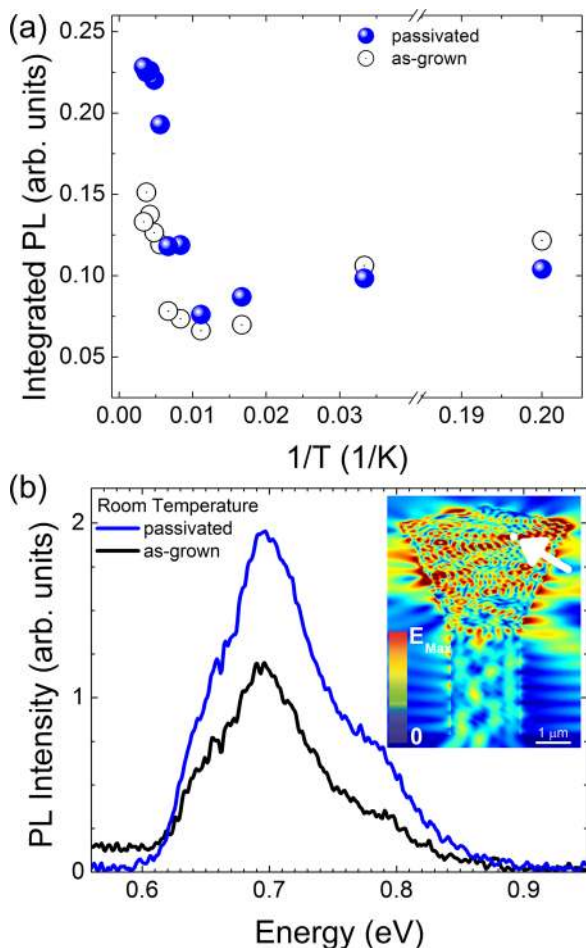 (a)
0.25
0.20
0.15
0.10
0.05
Integrated PL (arb. units)
passivated
as-grown
0.00 0.01 0.02 0.03 0.19 0.20
1/T (1/K)
(b)
2
1
0
PL Intensity (arb. units)
Room Temperature
passivated
as-grown
E Max
0
1 μm
0.6 0.7 0.8 0.9
Energy (eV)